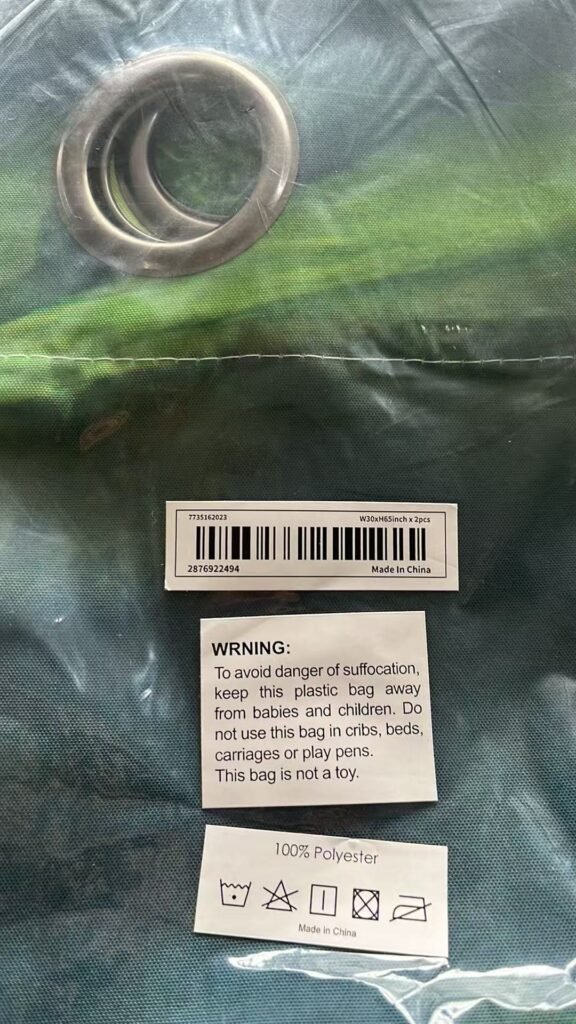 7735162023 W30xH65inch x 2pcs
2876922494 Made In China
WRNING:
To avoid danger of suffocation,
keep this plastic bag away
from babies and children. Do
not use this bag in cribs, beds,
carriages or play pens.
This bag is not a toy.
100% Polyester
Made in China